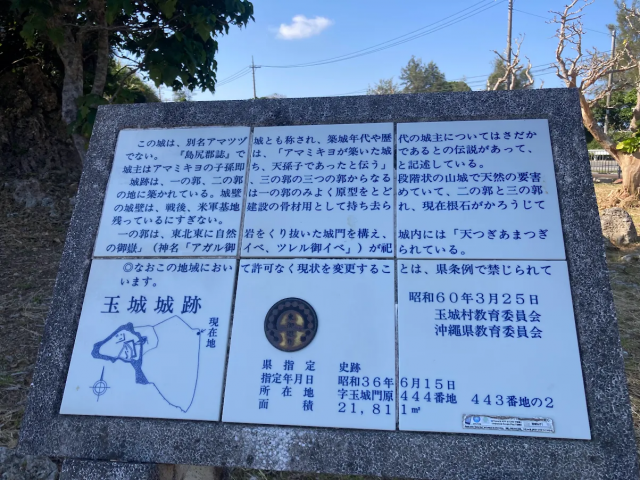 この城は、別名アマツヅ城とも称され、築城年代や歴代の城主についてはさだか
でない。『島尻郡誌』では、「アマミキヨが築いた城であるとの伝説があって、
城主はアマミキヨの子孫即ち、天孫子であったと伝う」と記述している。
城跡は、一の郭、二の郭、三の郭の三つの郭からなる段階状の山城で天然の要害
の地に築かれている。城壁は一の郭のみよく原型をとどめていて、二の郭と三の郭
の城壁は、戦後、米軍基地建設の骨材用として持ち去られ、現在根石がかろうじて
残っているにすぎない。
一の郭は、東北東に自然岩をくり抜いた城門を構え、城内には「天つぎあまつぎ
の御嶽」(神名「アガル御イベ、ツレル御イベ」)が祀られている。
◎なおこの地域において許可なく現状を変更することは、県条例で禁じられて
います。
玉城城跡
現在地
昭和60年3月25日
玉城村教育委員会
沖縄県教育委員会
県指定 史跡
指定年月日 昭和36年6月15日
所在地 字玉城門原444番地 443番地の2
面積 21,811㎡